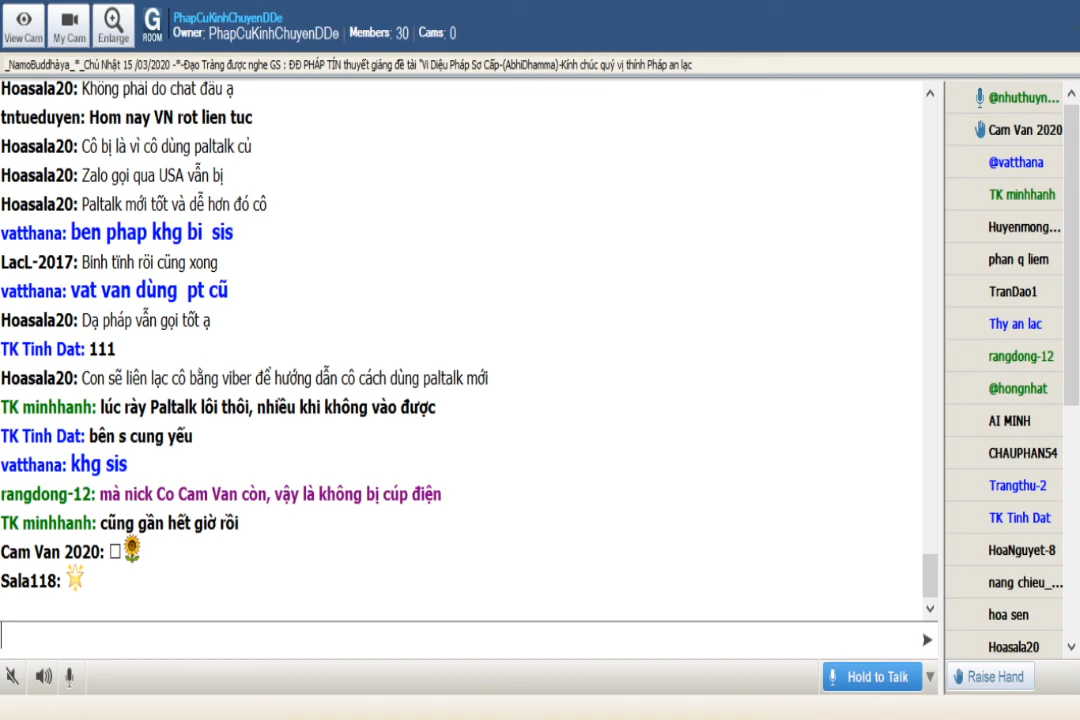 View Cam
My Cam
Enlarge
G
ROOM
PhapCuKinhChuyenDDe
Owner: PhapCuKinhChuyenDDe Members: 30 Cams: 0
_NamoBuddhàya_*_Chủ Nhật 15 /03/2020 -*-Đạo Tràng được nghe GS : ĐĐ PHÁP TÍN thuyết giảng đề tài "Vi Diệu Pháp Sơ Cấp-(AbhiDhamma)-Kính chúc quý vị thính Pháp an lạc
Hoasala20: Không phải do chat đâu ạ
tntueduyen: Hom nay VN rot lien tuc
Hoasala20: Cô bị là vì cô dùng paltalk củ
Hoasala20: Zalo gọi qua USA vẫn bị
Hoasala20: Paltalk mới tốt và dễ hơn đó cô
vatthana: ben phap khg bi sis
LacL-2017: Bình tĩnh rồi cũng xong
vatthana: vat van dùng pt cũ
Hoasala20: Dạ pháp vẫn gọi tốt ạ
TK Tinh Dat: 111
Hoasala20: Con sẽ liên lạc cô bằng viber để hướng dẫn cô cách dùng paltalk mới
TK minhhanh: lúc rày Paltalk lôi thôi, nhiều khi không vào được
TK Tinh Dat: bên s cung yếu
vatthana: khg sis
rangdong-12: mà nick Co Cam Van còn, vậy là không bị cúp điện
TK minhhanh: cũng gần hết giờ rồi
Cam Van 2020: □🌻
Sala118: 🌟
Hold to Talk
@nhuthuyn...
Cam Van 2020
@vatthana
TK minhhanh
Huyenmong...
phan q liem
TranDao1
Thy an lac
rangdong-12
@hongnhat
AI MINH
CHAUPHAN54
Trangthu-2
TK Tinh Dat
HoaNguyet-8
nang chieu_...
hoa sen
Hoasala20
Raise Hand